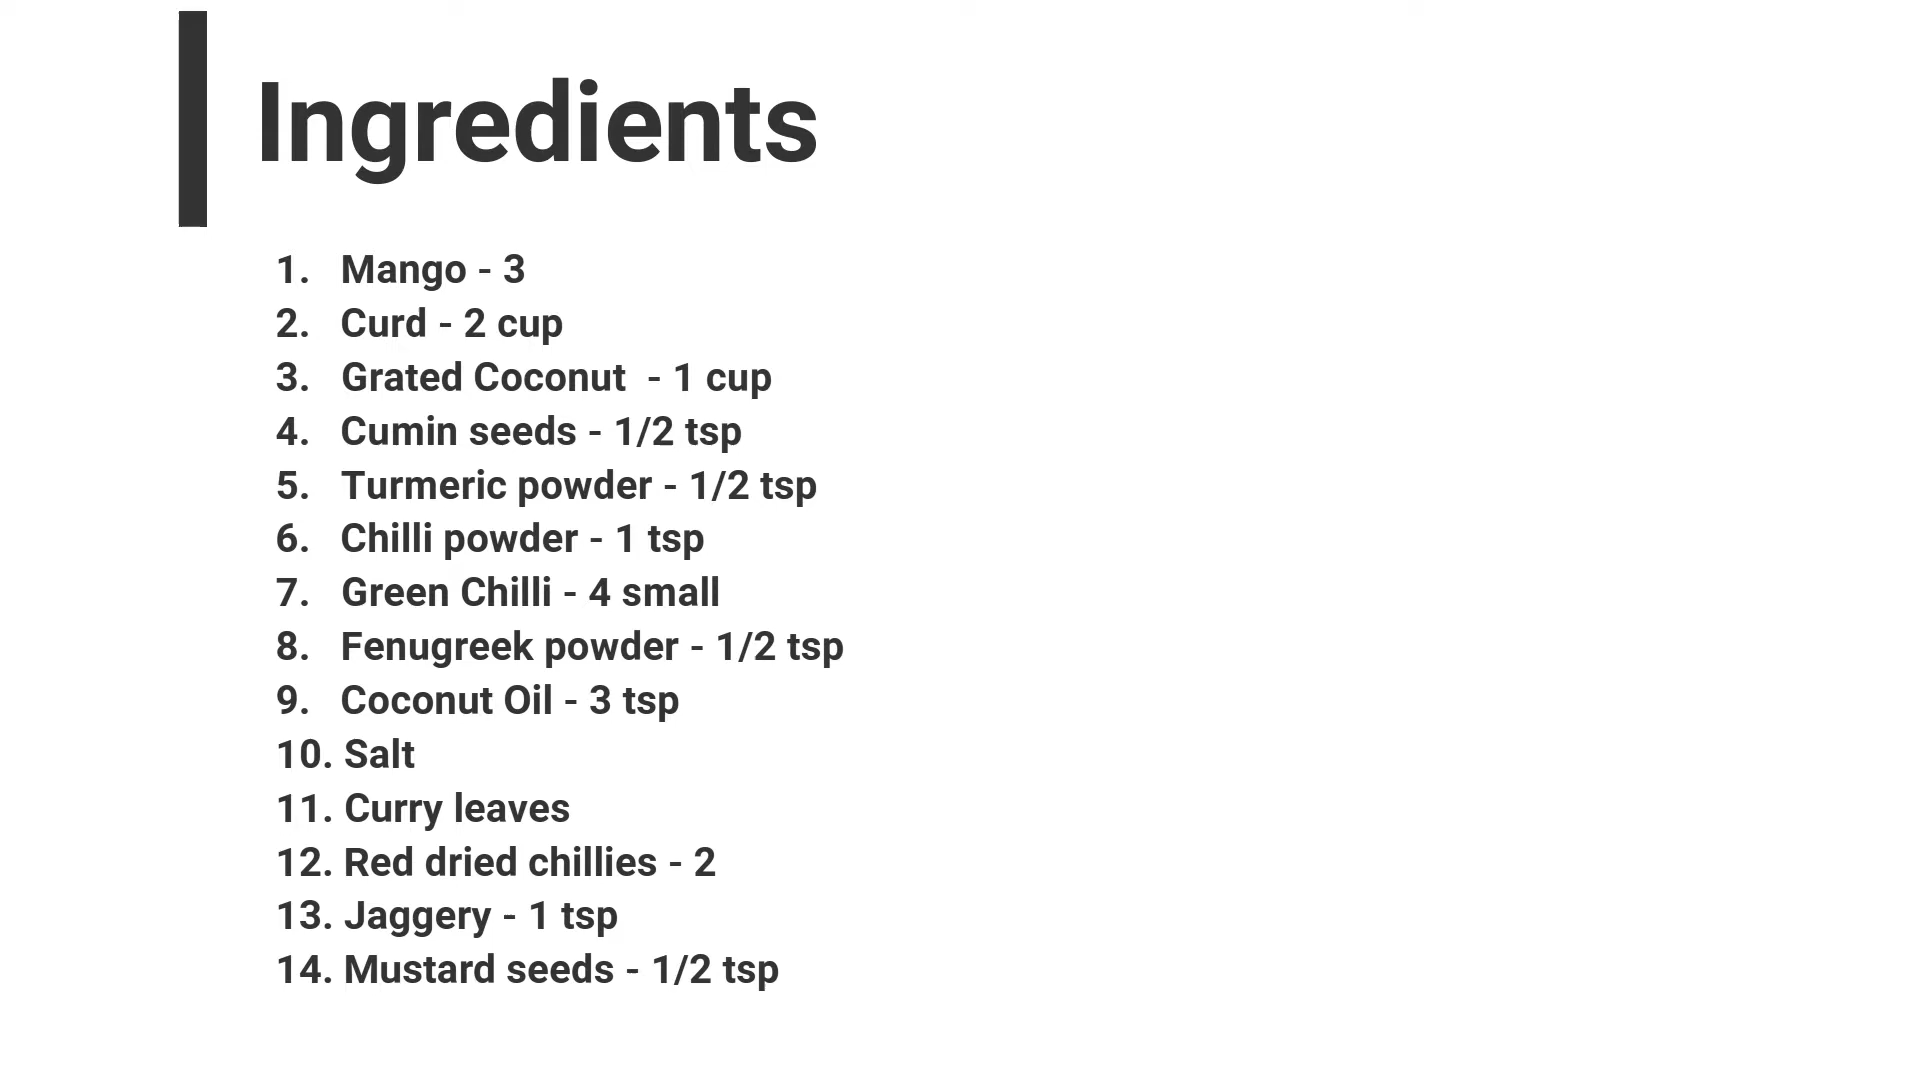 Ingredients
1. Mango - 3
2. Curd - 2 cup
3. Grated Coconut  - 1 cup
4. Cumin seeds - 1/2 tsp
5. Turmeric powder - 1/2 tsp
6. Chilli powder - 1 tsp
7. Green Chilli - 4 small
8. Fenugreek powder - 1/2 tsp
9. Coconut Oil - 3 tsp
10. Salt
11. Curry leaves
12. Red dried chillies - 2
13. Jaggery - 1 tsp
14. Mustard seeds - 1/2 tsp